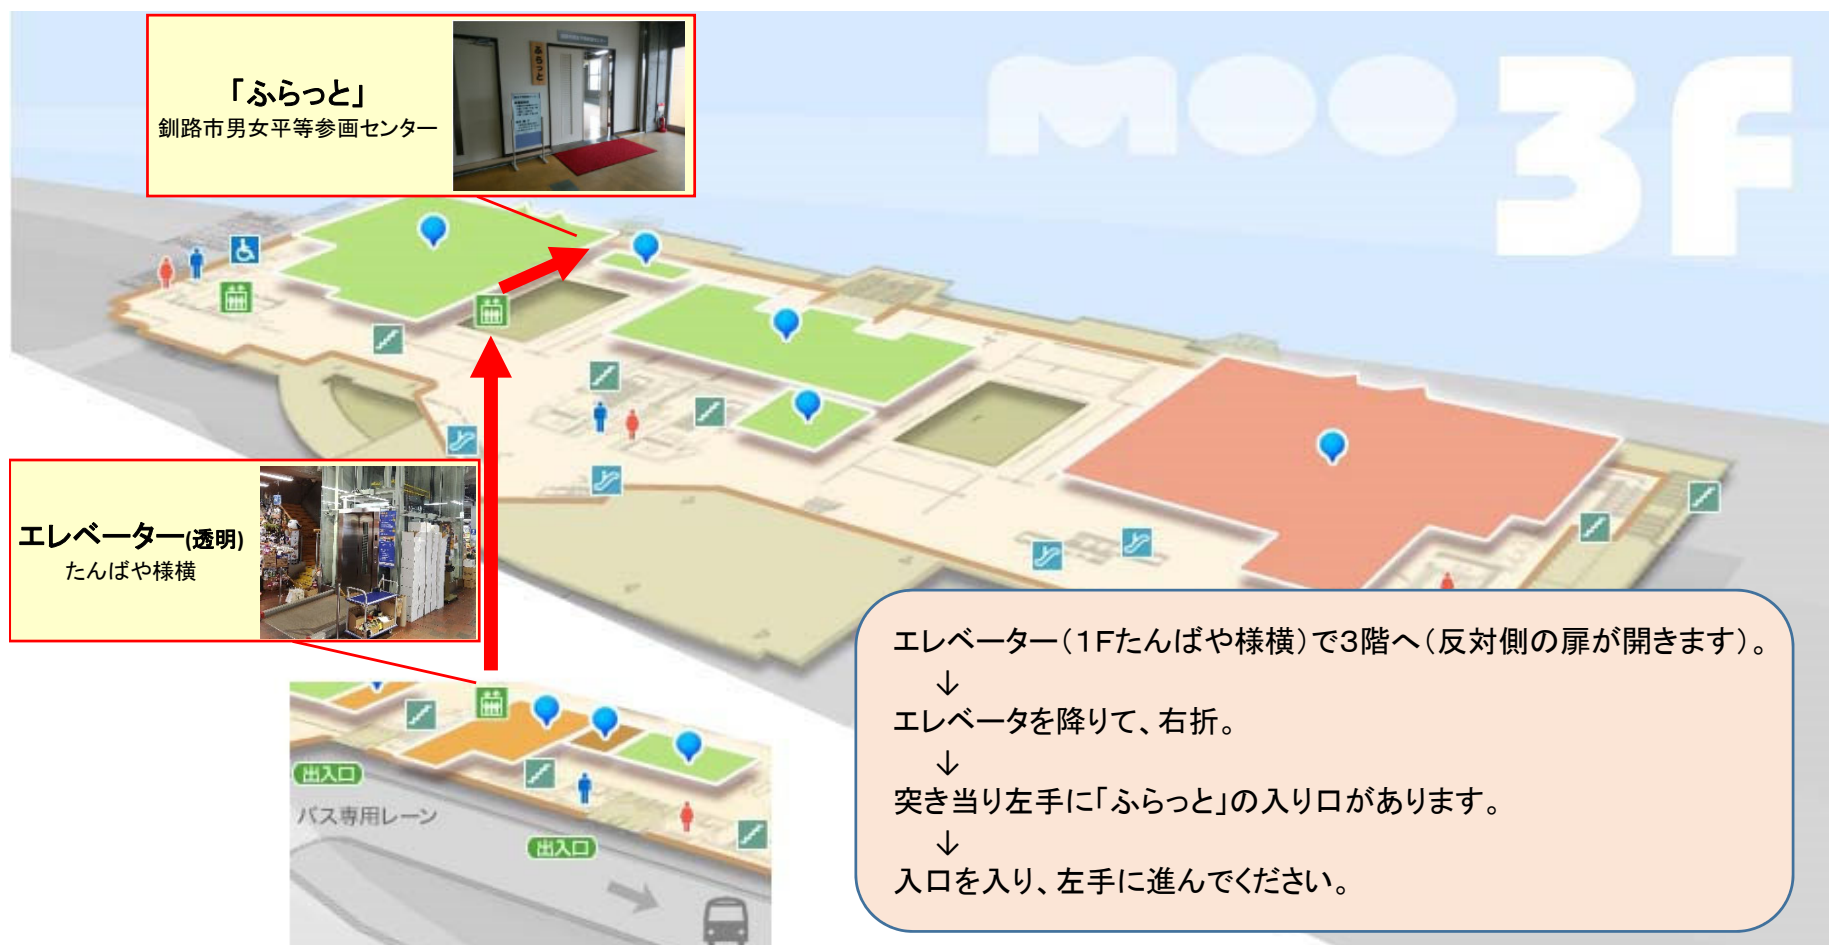 「ふらっと」
釧路市男女平等参画センター
ふらっと
MOO 3F
エレベーター(透明)
たんばや様横
出入口
バス専用レーン
出入口
エレベーター（1Fたんばや様横）で3階へ（反対側の扉が開きます）。
↓
エレベータを降りて、右折。
↓
突き当り左手に「ふらっと」の入り口があります。
↓
入口を入り、左手に進んでください。